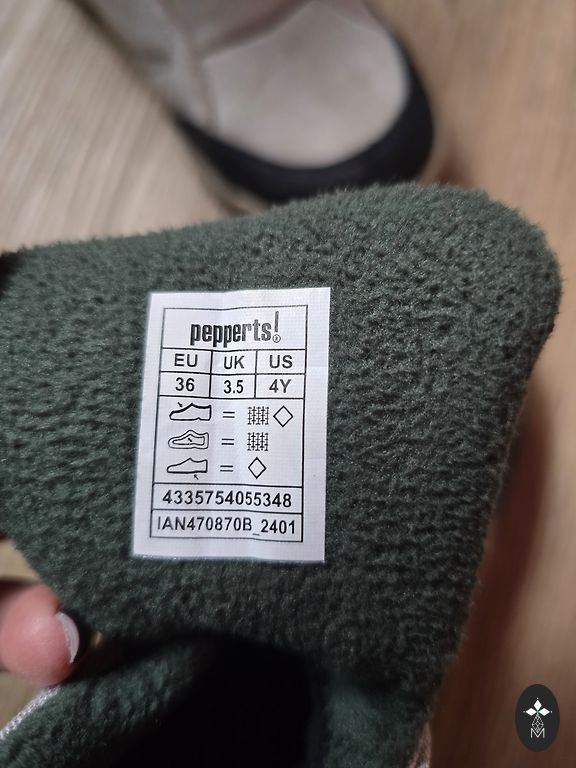 pepperts!®
EU UK US
36 3.5 4Y
=
=
=
4335754055348
IAN470870B_2401
M